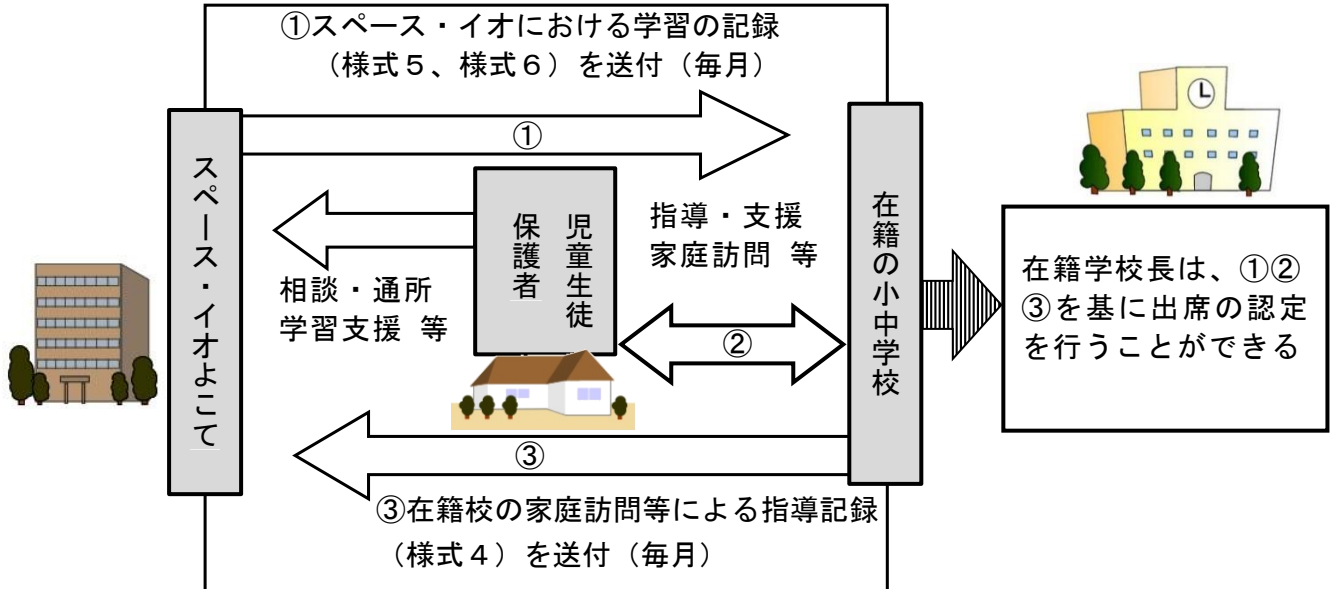 ①スペース・イオにおける学習の記録
（様式５、様式６）を送付（毎月）
①
スペース・イオよこて
児童生徒
保護者
相談・通所
学習支援 等
指導・支援
家庭訪問 等
②
在籍の小中学校
③
③在籍校の家庭訪問等による指導記録
（様式４）を送付（毎月）
在籍学校長は、①②
③を基に出席の認定
を行うことができる